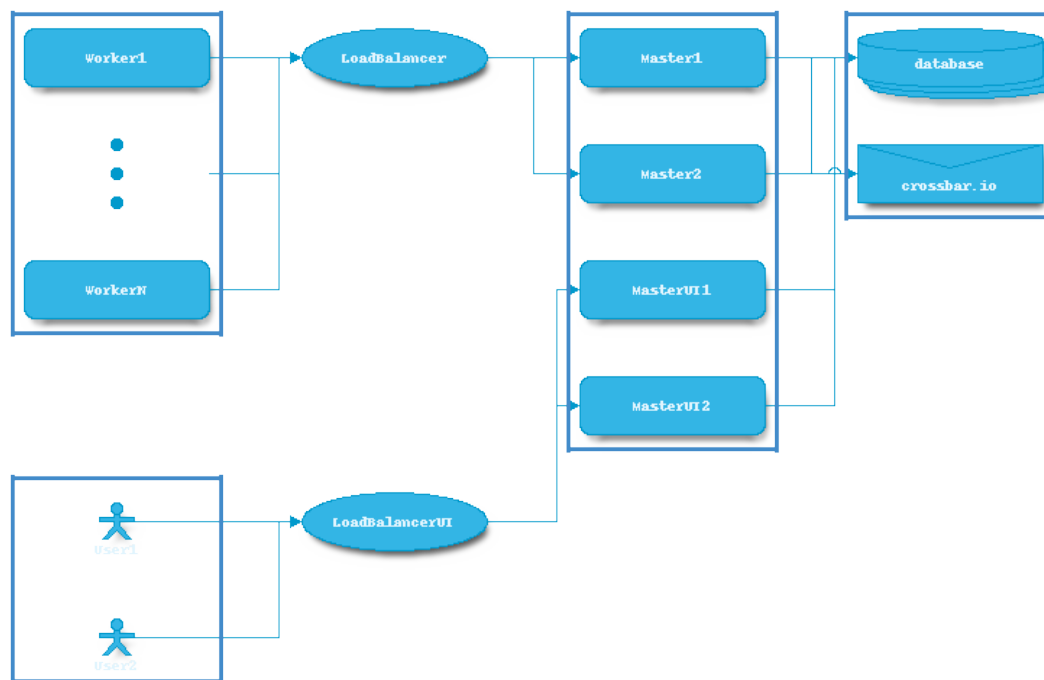 Worker1
LoadBalancer
Master1
database
Master2
crossbar.io
WorkerN
MasterUI1
MasterUI2
User1
LoadBalancerUI
User2